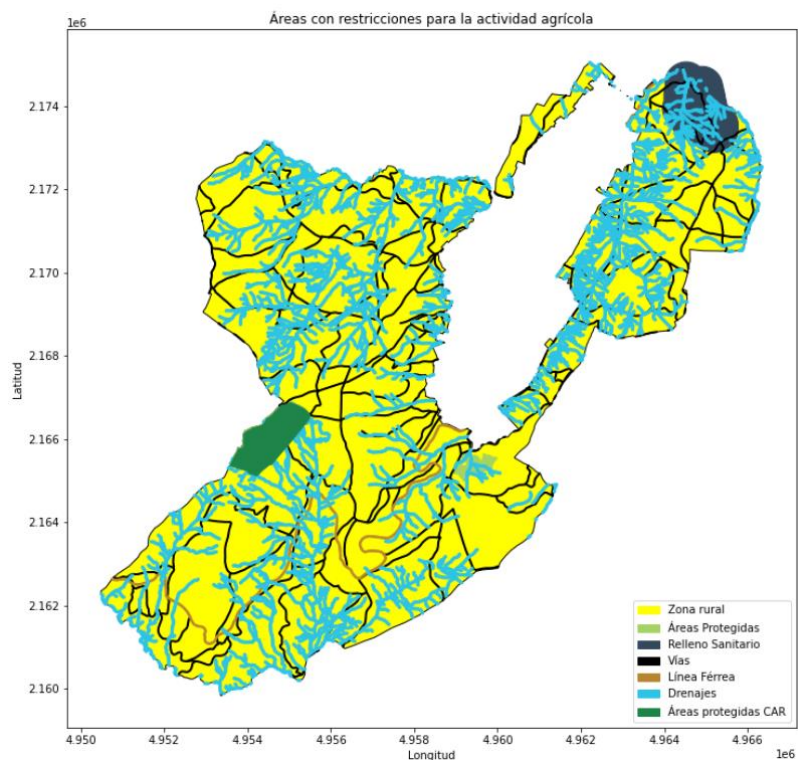 Áreas con restricciones para la actividad agrícola
1e6
2.174
2.172
2.170
2.168
2.166
2.164
2.162
2.160
Latitud
Zona rural
Áreas Protegidas
Relleno Sanitario
Vías
Línea Férrea
Drenajes
Áreas protegidas CAR
4.950 4.952 4.954 4.956 4.958 4.960 4.962 4.964 4.966
Longitud
1e6